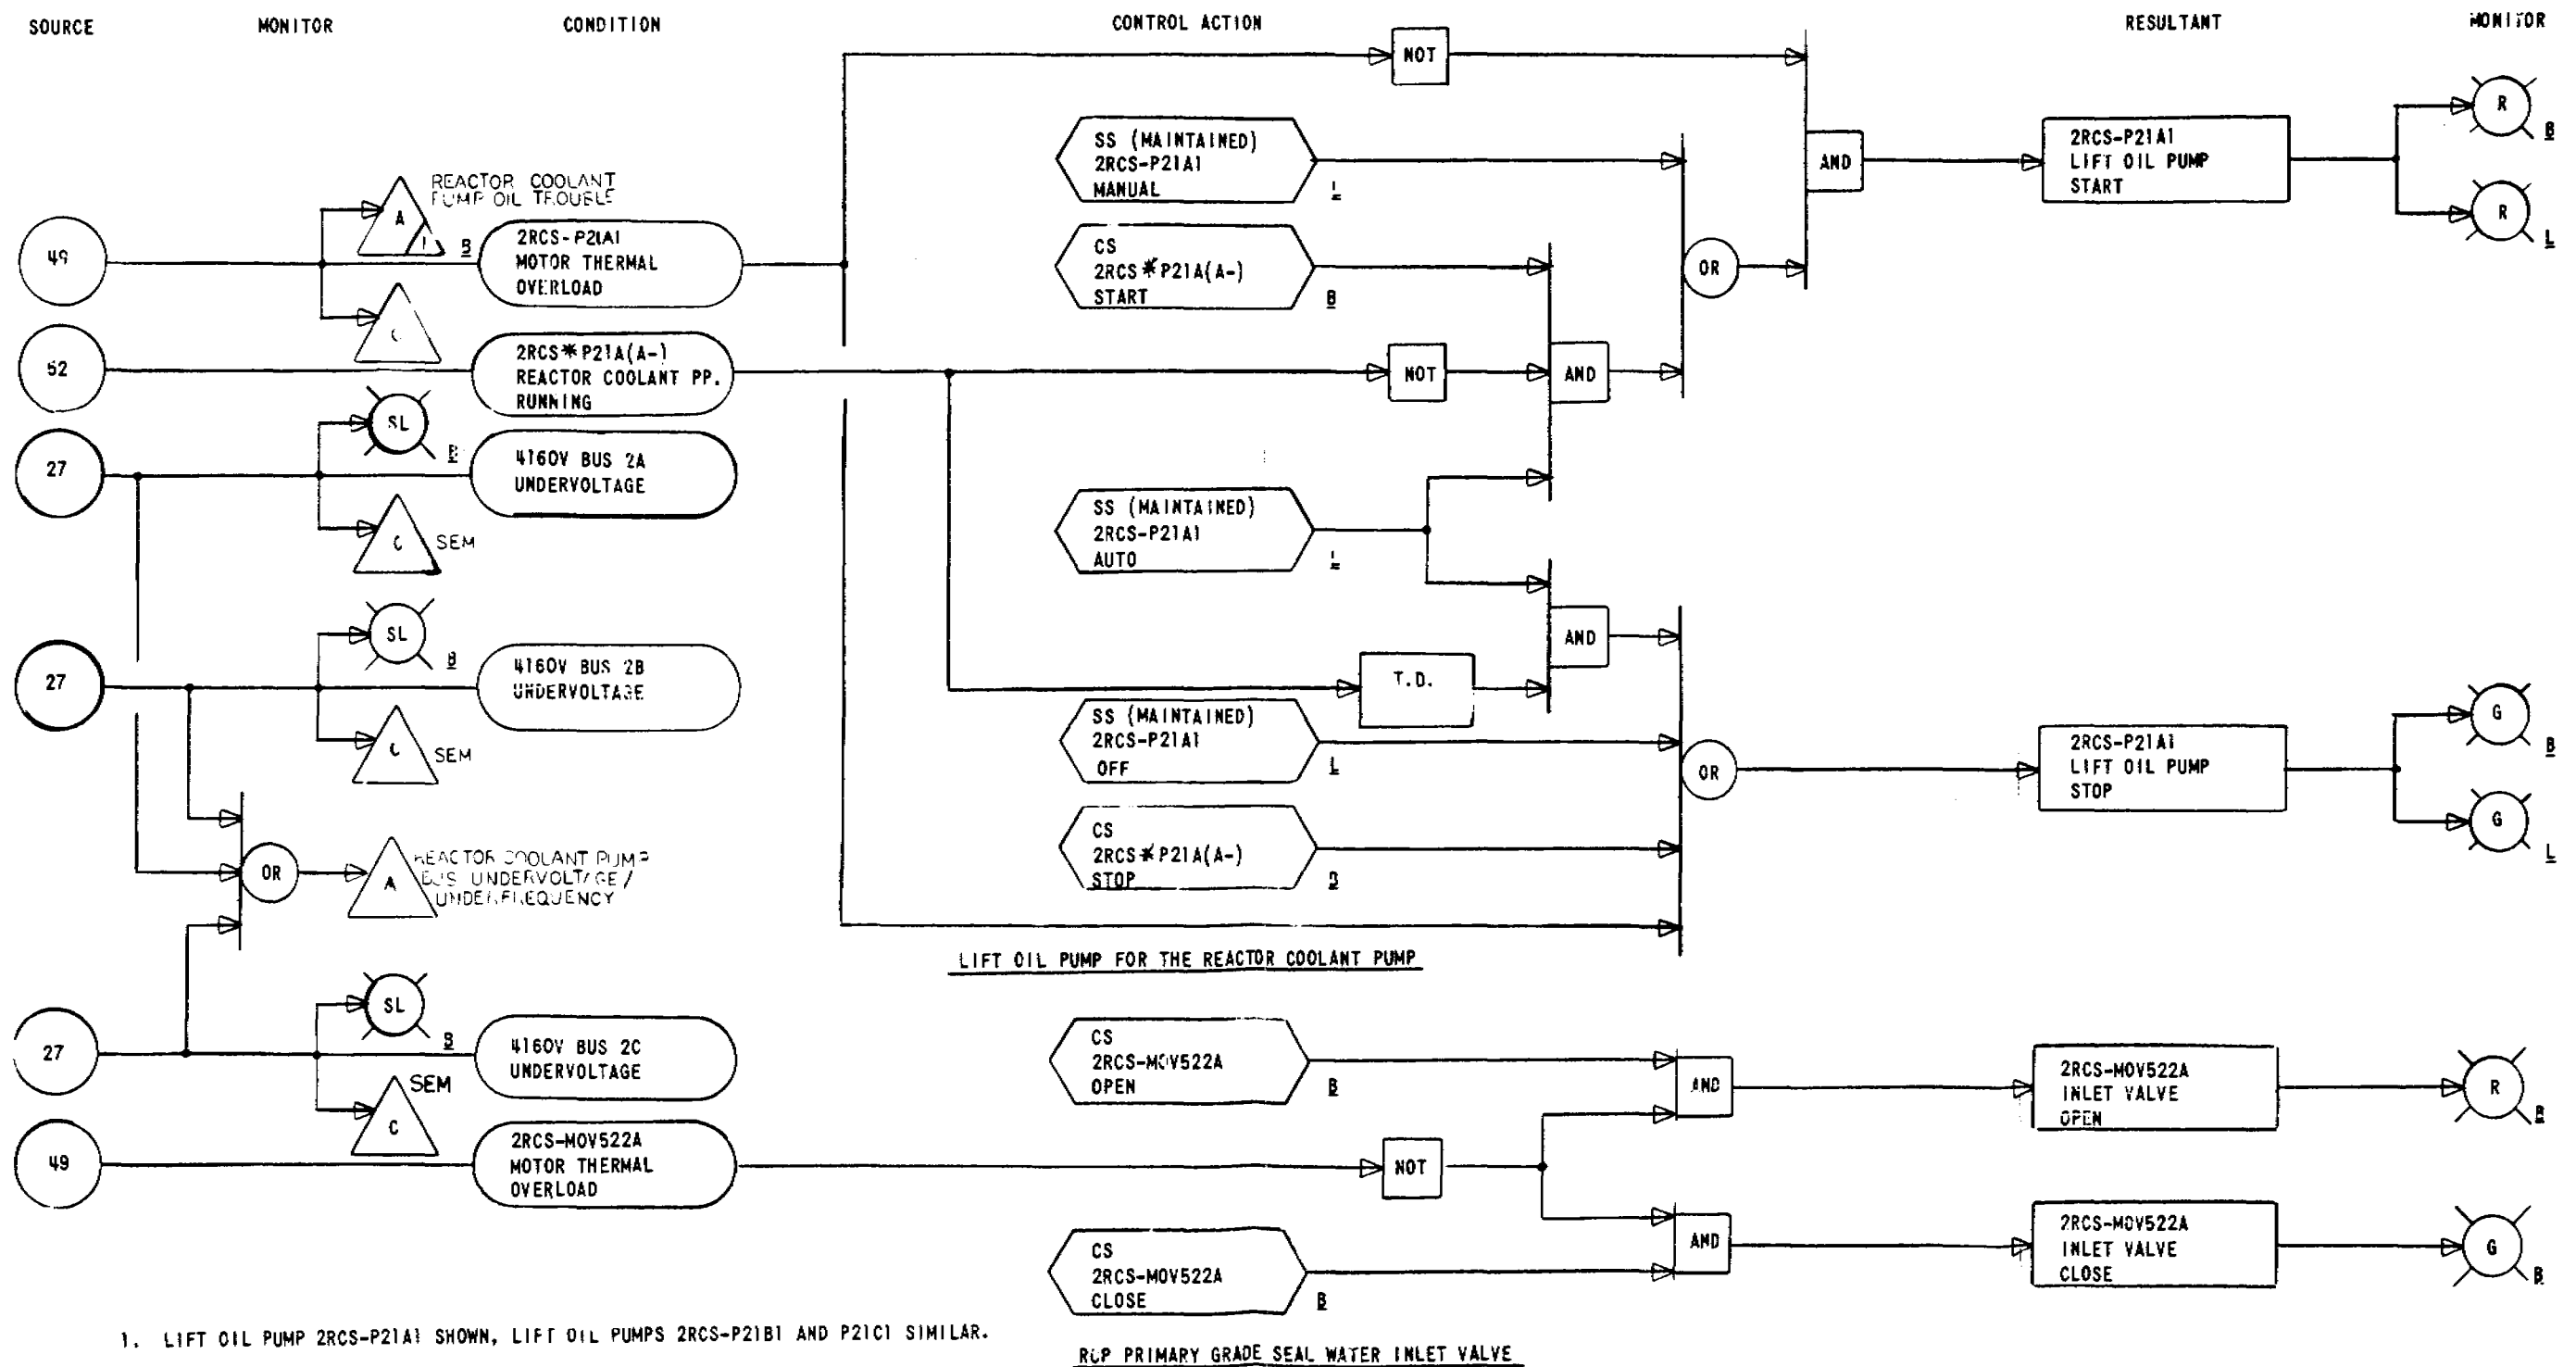 SOURCE
MONITOR
CONDITION
CONTROL ACTION
RESULTANT
MONITOR
NOT
SS (MAINTAINED)
2RCS-P21A1
MANUAL
L
AND
2RCS-P21A1
LIFT OIL PUMP
START
R
B
R
L
A
1
REACTOR COOLANT
PUMP OIL TROUBLE
B
49
2RCS-P21A1
MOTOR THERMAL
OVERLOAD
C
CS
2RCS*P21A(A-)
START
B
OR
52
2RCS*P21A(A-)
REACTOR COOLANT PP.
RUNNING
NOT
AND
SL
B
27
4160V BUS 2A
UNDERVOLTAGE
C
SEM
SS (MAINTAINED)
2RCS-P21A1
AUTO
L
AND
SL
B
27
4160V BUS 2B
UNDERVOLTAGE
C
SEM
T.D.
SS (MAINTAINED)
2RCS-P21A1
OFF
L
OR
2RCS-P21A1
LIFT OIL PUMP
STOP
G
B
G
L
CS
2RCS*P21A(A-)
STOP
B
OR
A
REACTOR COOLANT PUMP
BUS UNDERVOLTAGE/
UNDERFREQUENCY
LIFT OIL PUMP FOR THE REACTOR COOLANT PUMP
SL
B
27
4160V BUS 2C
UNDERVOLTAGE
C
SEM
CS
2RCS-MOV522A
OPEN
B
AND
2RCS-MOV522A
INLET VALVE
OPEN
R
B
49
2RCS-MOV522A
MOTOR THERMAL
OVERLOAD
NOT
CS
2RCS-MOV522A
CLOSE
B
AND
2RCS-MOV522A
INLET VALVE
CLOSE
G
B
1. LIFT OIL PUMP 2RCS-P21A1 SHOWN, LIFT OIL PUMPS 2RCS-P21B1 AND P21C1 SIMILAR.
RCP PRIMARY GRADE SEAL WATER INLET VALVE